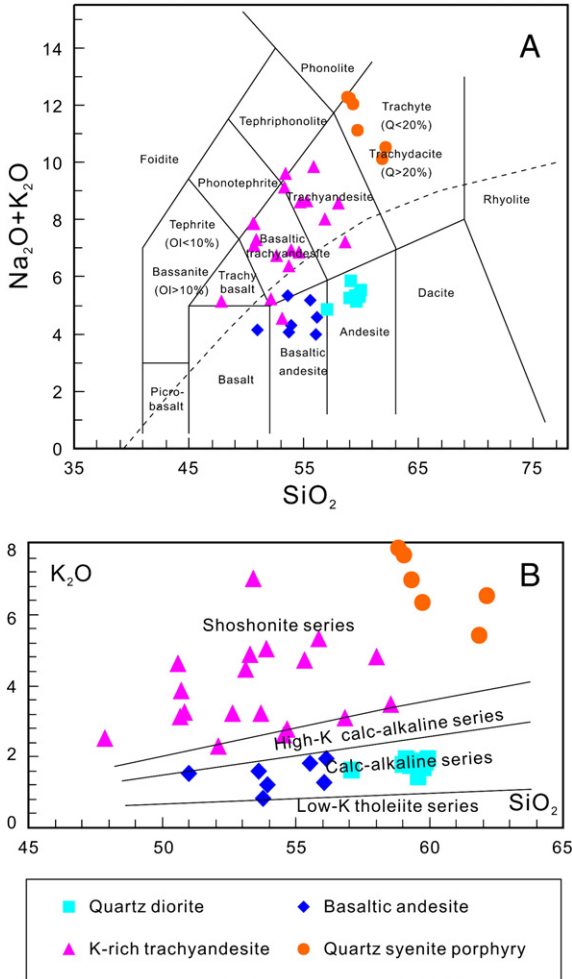 A
Na2O+K2O
14
12
10
8
6
4
2
0
35
45
55
65
75
SiO2
Phonolite
Tephriphonolite
Trachyte
(Q<20%)
Foidite
Phonotephrite
Trachydacite
(Q>20%)
Trachyandesite
Rhyolite
Tephrite
(OI<10%)
Basaltic
trachyandesite
Bassanite
(OI>10%)
Trachy
basalt
Dacite
Andesite
Basalt
Basaltic
andesite
Picro-
basalt
B
K2O
8
6
4
2
0
Shoshonite series
High-K calc-alkaline series
Calc-alkaline series
Low-K tholeiite series
SiO2
45
50
55
60
65
Quartz diorite
Basaltic andesite
K-rich trachyandesite
Quartz syenite porphyry